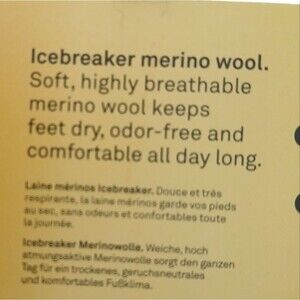 Icebreaker merino wool.
Soft, highly breathable
merino wool keeps
feet dry, odor-free and
comfortable all day long.
Laine mérinos Icebreaker. Douce et très
respirante, la laine mérinos garde vos pieds
au sec, sans odeurs et confortables toute
la journée.
Icebreaker Merinowolle. Weiche, hoch
atmungsaktive Merinowolle sorgt den ganzen
Tag für ein trockenes, geruchsneutrales
und komfortables Fußklima.